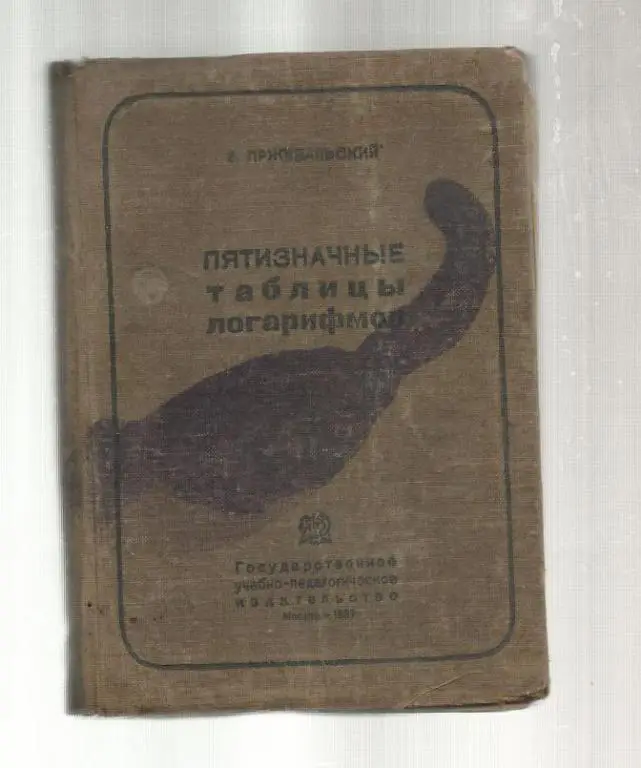 Е. ПРЖЕВАЛЬСКИЙ
ПЯТИЗНАЧНЫЕ
таблицы
логарифмов
Государственное
учебно-педагогическое
издательство
Москва -